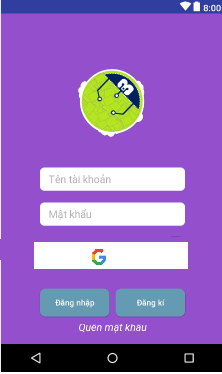 8:00
Tên tài khoản
Mật khẩu
Đăng nhập
Đăng kí
Quên mật khẩu